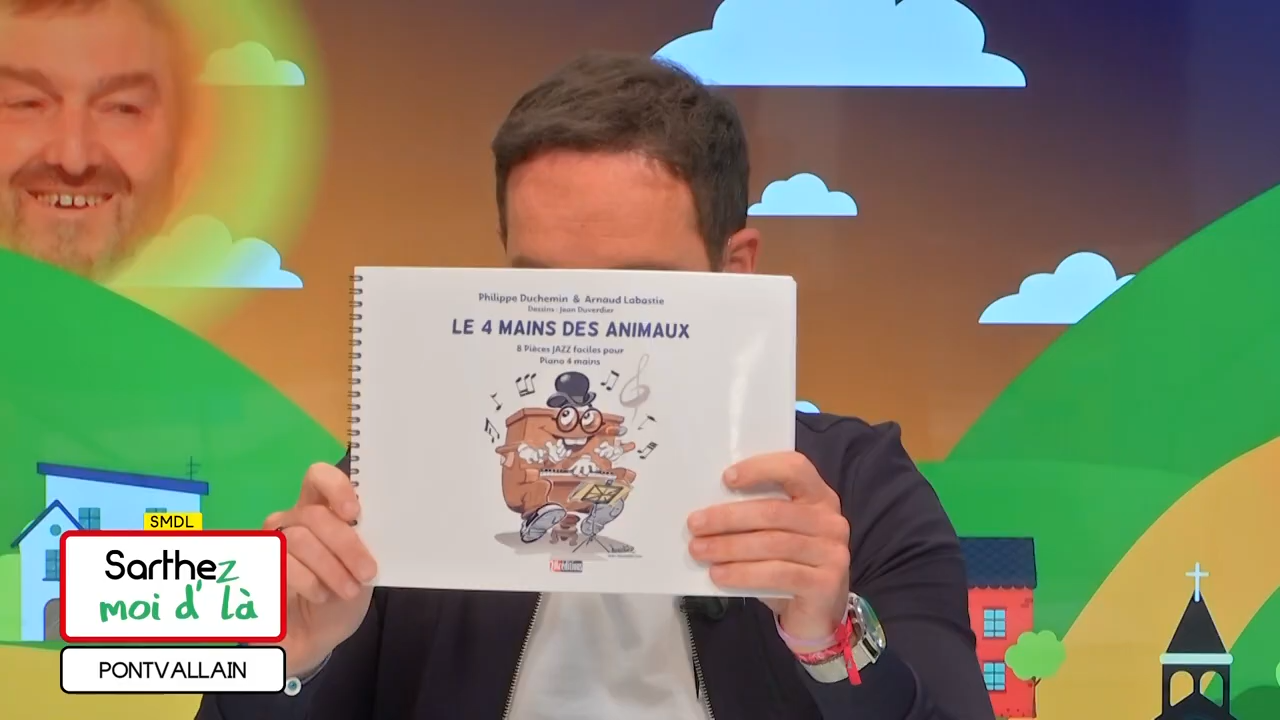 Philippe Duchemin & Arnaud Labastie
Dessins : Jean Duverdier
LE 4 MAINS DES ANIMAUX
8 Pièces JAZZ faciles pour
Piano 4 mains
SMDL
Sarthez
moi d' là
PONTVALLAIN